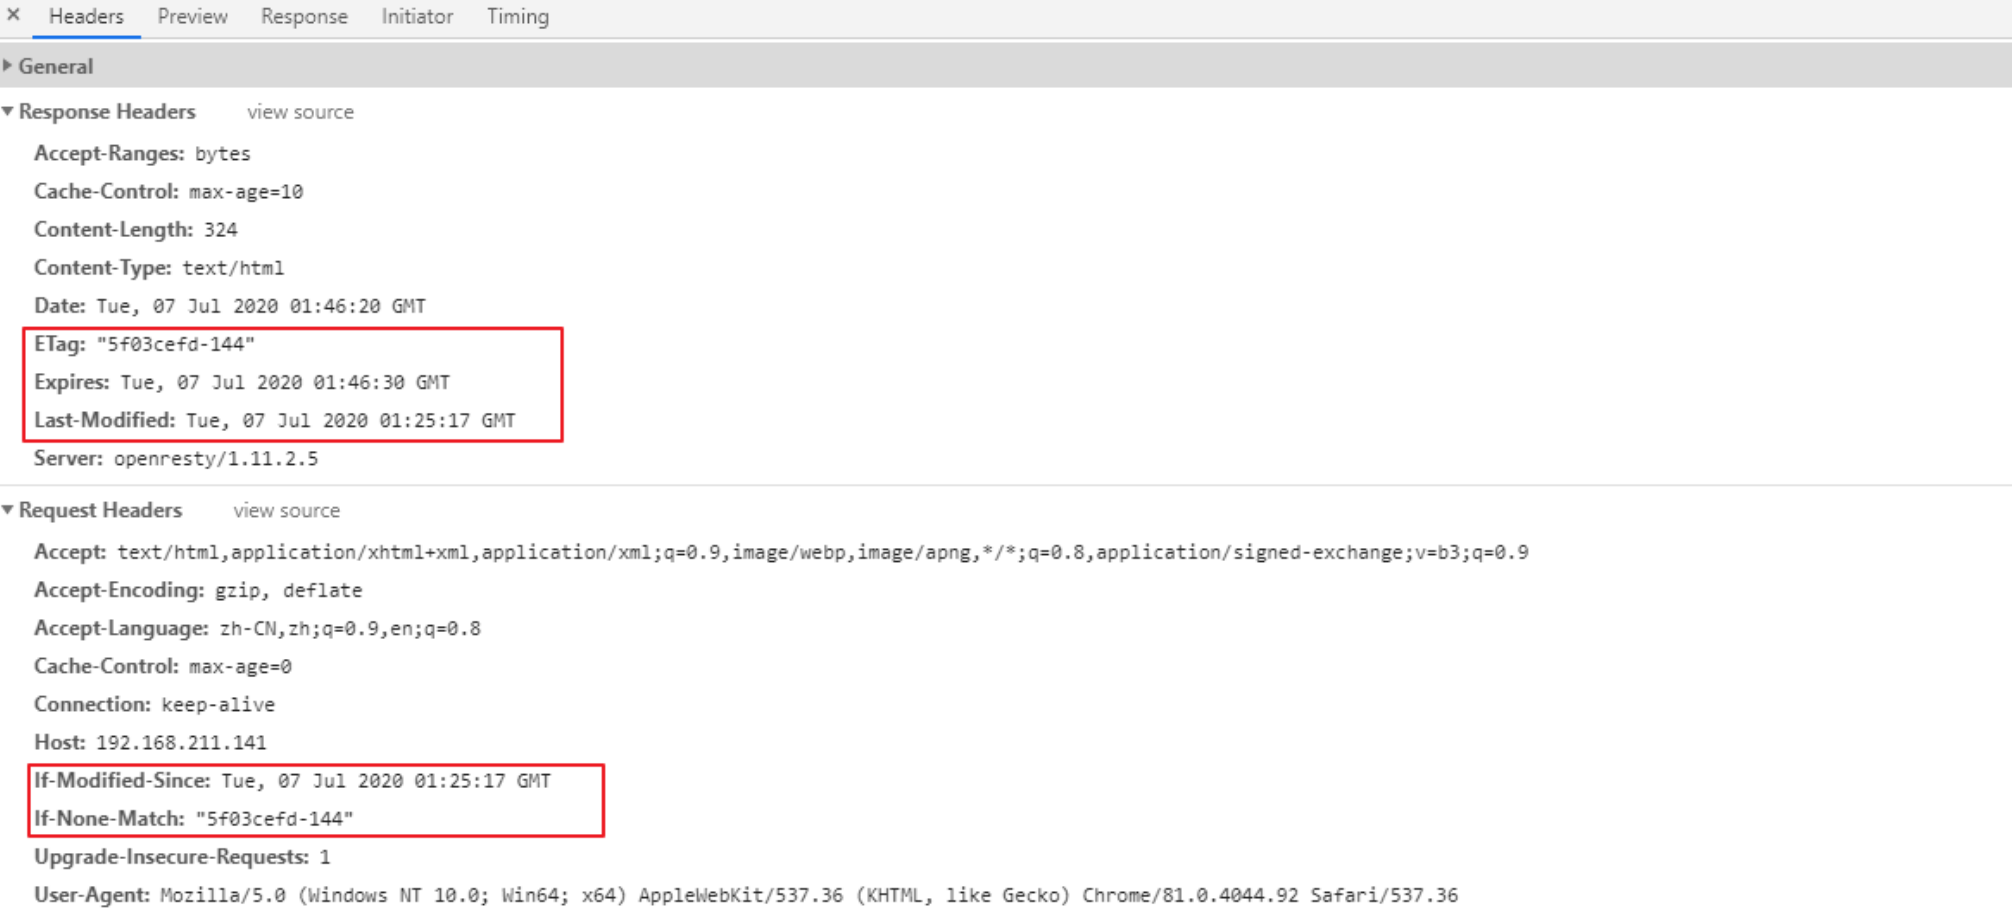 × Headers Preview Response Initiator Timing
General
Response Headers view source
Accept-Ranges: bytes
Cache-Control: max-age=10
Content-Length: 324
Content-Type: text/html
Date: Tue, 07 Jul 2020 01:46:20 GMT
ETag: "5f03cefd-144"
Expires: Tue, 07 Jul 2020 01:46:30 GMT
Last-Modified: Tue, 07 Jul 2020 01:25:17 GMT
Server: openresty/1.11.2.5
Request Headers view source
Accept: text/html,application/xhtml+xml,application/xml;q=0.9,image/webp,image/apng,*/*;q=0.8,application/signed-exchange;v=b3;q=0.9
Accept-Encoding: gzip, deflate
Accept-Language: zh-CN,zh;q=0.9,en;q=0.8
Cache-Control: max-age=0
Connection: keep-alive
Host: 192.168.211.141
If-Modified-Since: Tue, 07 Jul 2020 01:25:17 GMT
If-None-Match: "5f03cefd-144"
Upgrade-Insecure-Requests: 1
User-Agent: Mozilla/5.0 (Windows NT 10.0; Win64; x64) AppleWebKit/537.36 (KHTML, like Gecko) Chrome/81.0.4044.92 Safari/537.36